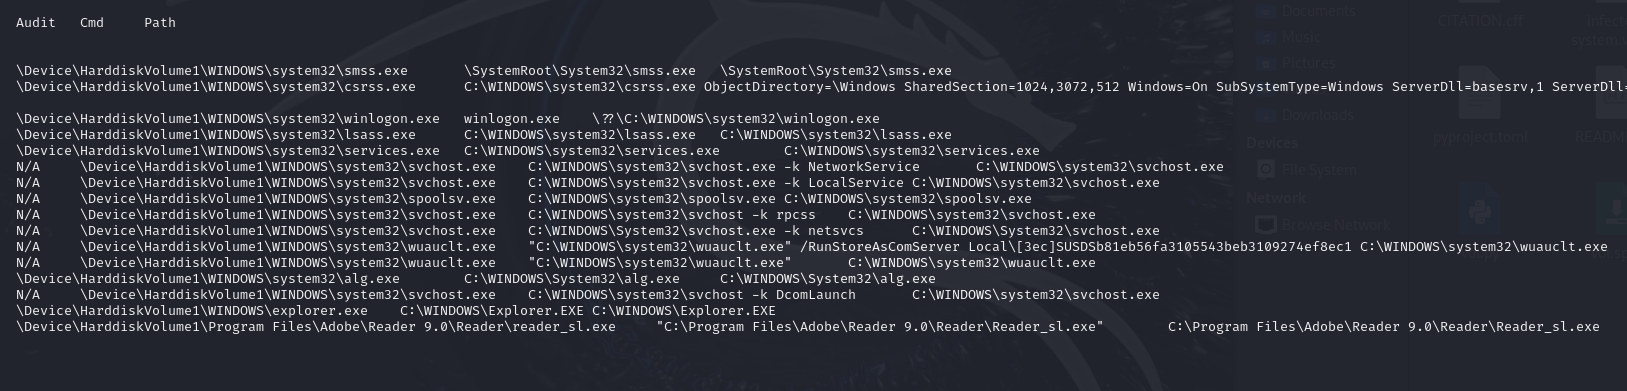 Audit Cmd Path
\Device\HarddiskVolume1\WINDOWS\system32\smss.exe \SystemRoot\System32\smss.exe \SystemRoot\System32\smss.exe
\Device\HarddiskVolume1\WINDOWS\system32\csrss.exe C:\WINDOWS\system32\csrss.exe ObjectDirectory=\Windows SharedSection=1024,3072,512 Windows=On SubSystemType=Windows ServerDll=basesrv,1 ServerDll=
\Device\HarddiskVolume1\WINDOWS\system32\winlogon.exe winlogon.exe \??\C:\WINDOWS\system32\winlogon.exe
\Device\HarddiskVolume1\WINDOWS\system32\lsass.exe C:\WINDOWS\system32\lsass.exe C:\WINDOWS\system32\lsass.exe
\Device\HarddiskVolume1\WINDOWS\system32\services.exe C:\WINDOWS\system32\services.exe C:\WINDOWS\system32\services.exe
N/A \Device\HarddiskVolume1\WINDOWS\system32\svchost.exe C:\WINDOWS\system32\svchost.exe -k NetworkService C:\WINDOWS\system32\svchost.exe
N/A \Device\HarddiskVolume1\WINDOWS\system32\svchost.exe C:\WINDOWS\system32\svchost.exe -k LocalService C:\WINDOWS\system32\svchost.exe
N/A \Device\HarddiskVolume1\WINDOWS\system32\spoolsv.exe C:\WINDOWS\system32\spoolsv.exe C:\WINDOWS\system32\spoolsv.exe
N/A \Device\HarddiskVolume1\WINDOWS\system32\svchost.exe C:\WINDOWS\system32\svchost -k rpcss C:\WINDOWS\system32\svchost.exe
N/A \Device\HarddiskVolume1\WINDOWS\system32\svchost.exe C:\WINDOWS\system32\svchost.exe -k netsvcs C:\WINDOWS\system32\svchost.exe
N/A \Device\HarddiskVolume1\WINDOWS\system32\wuauclt.exe "C:\WINDOWS\system32\wuauclt.exe" /RunStoreAsComServer Local\[3ec]SUSDSb81eb56fa3105543beb3109274ef8ec1 C:\WINDOWS\system32\wuauclt.exe
N/A \Device\HarddiskVolume1\WINDOWS\system32\wuauclt.exe "C:\WINDOWS\system32\wuauclt.exe" C:\WINDOWS\system32\wuauclt.exe
\Device\HarddiskVolume1\WINDOWS\system32\alg.exe C:\WINDOWS\System32\alg.exe C:\WINDOWS\System32\alg.exe
N/A \Device\HarddiskVolume1\WINDOWS\system32\svchost.exe C:\WINDOWS\system32\svchost -k DcomLaunch C:\WINDOWS\system32\svchost.exe
\Device\HarddiskVolume1\WINDOWS\explorer.exe C:\WINDOWS\Explorer.EXE C:\WINDOWS\Explorer.EXE
\Device\HarddiskVolume1\Program Files\Adobe\Reader 9.0\Reader\reader_sl.exe "C:\Program Files\Adobe\Reader 9.0\Reader\Reader_sl.exe" C:\Program Files\Adobe\Reader 9.0\Reader\Reader_sl.exe
Documents
Music
Pictures
Downloads
Devices
File System
Network
Browse Network
pyproject.toml